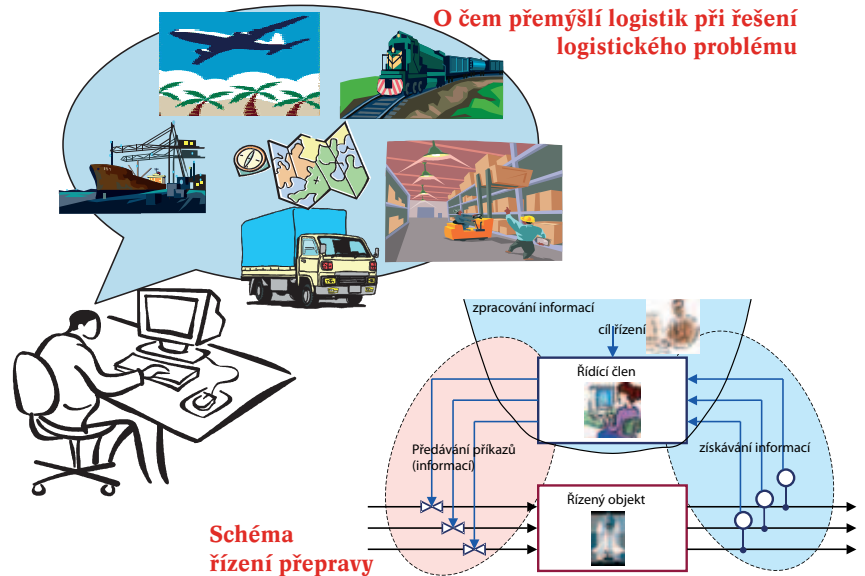 O čem přemýšlí logistik při řešení
logistického problému
zpracování informací
cíl řízení
Řídící člen
Předávání příkazů
(informací)
získávání informací
Řízený objekt
Schéma
řízení přepravy